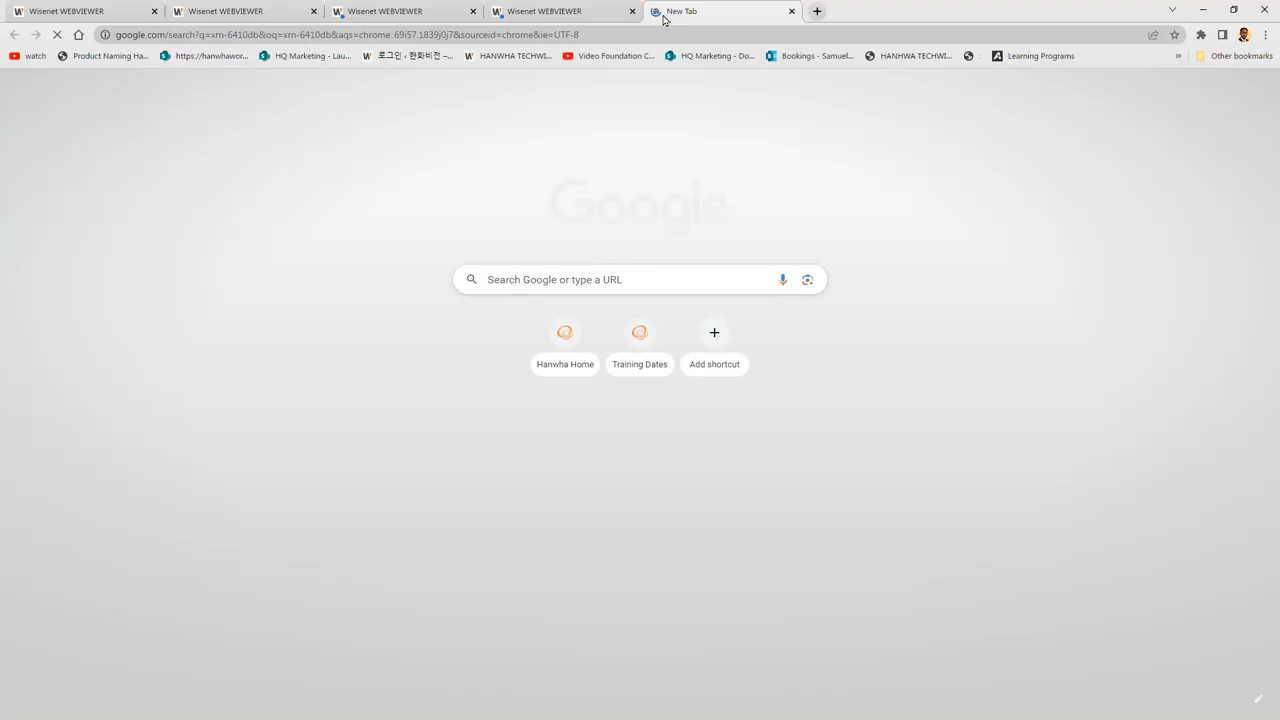 Wisenet WEBVIEWER Wisenet WEBVIEWER Wisenet WEBVIEWER Wisenet WEBVIEWER New Tab
google.com/search?q=xrn-6410db&oq=xrn-6410db&aqs=chrome..69i57.1839j0j7&sourceid=chrome&ie=UTF-8
watch Product Naming Ha... https://hanwhawor... HQ Marketing - Lau... 로그인 ‹ 한화비전 –... HANWHA TECHWI... Video Foundation C... HQ Marketing - Do... Bookings - Samuel... HANWHA TECHWI... : Learning Programs » Other bookmarks
Google
Search Google or type a URL
Hanwha Home Training Dates Add shortcut